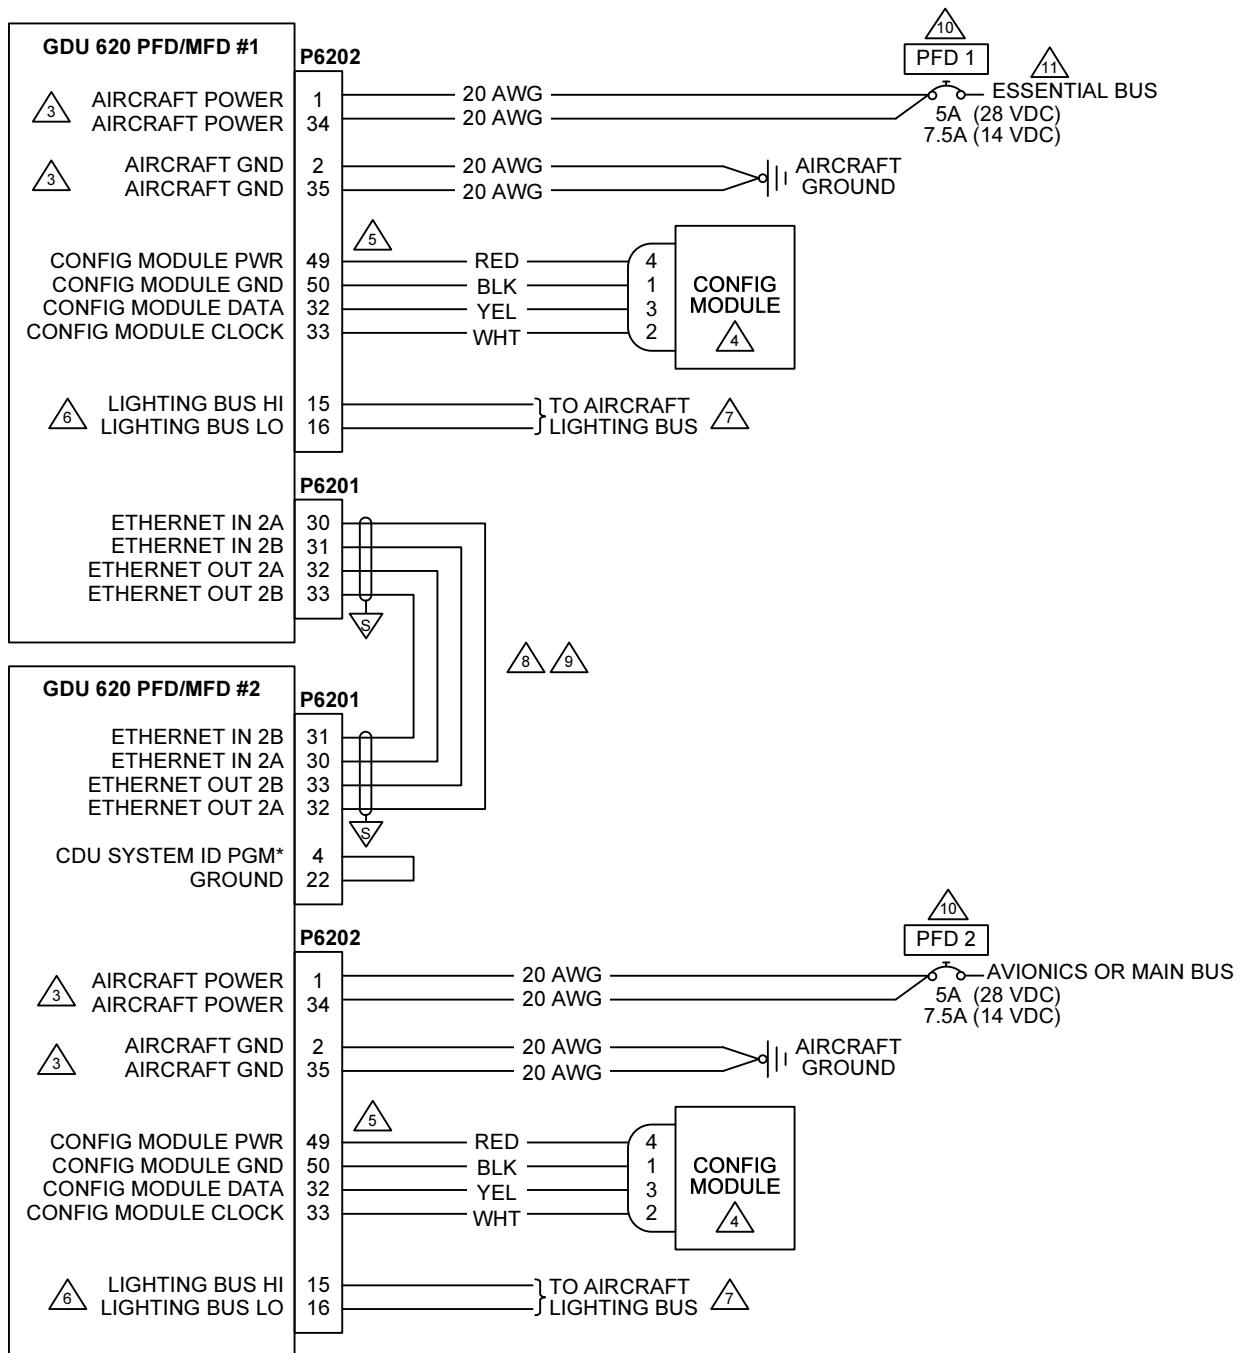 GDU 620 PFD/MFD #1
P6202
10
PFD 1
11
3
AIRCRAFT POWER 1 20 AWG ESSENTIAL BUS
AIRCRAFT POWER 34 20 AWG 5A (28 VDC)
7.5A (14 VDC)
3
AIRCRAFT GND 2 20 AWG AIRCRAFT
AIRCRAFT GND 35 20 AWG GROUND
5
CONFIG MODULE PWR 49 RED 4
CONFIG MODULE GND 50 BLK 1 CONFIG
CONFIG MODULE DATA 32 YEL 3 MODULE
CONFIG MODULE CLOCK 33 WHT 2 4
6
LIGHTING BUS HI 15 TO AIRCRAFT
LIGHTING BUS LO 16 LIGHTING BUS 7
P6201
ETHERNET IN 2A 30
ETHERNET IN 2B 31
ETHERNET OUT 2A 32
ETHERNET OUT 2B 33
S
8 9
GDU 620 PFD/MFD #2
P6201
ETHERNET IN 2B 31
ETHERNET IN 2A 30
ETHERNET OUT 2B 33
ETHERNET OUT 2A 32
S
CDU SYSTEM ID PGM* 4
GROUND 22
10
P6202
PFD 2
3
AIRCRAFT POWER 1 20 AWG AVIONICS OR MAIN BUS
AIRCRAFT POWER 34 20 AWG 5A (28 VDC)
7.5A (14 VDC)
3
AIRCRAFT GND 2 20 AWG AIRCRAFT
AIRCRAFT GND 35 20 AWG GROUND
5
CONFIG MODULE PWR 49 RED 4
CONFIG MODULE GND 50 BLK 1 CONFIG
CONFIG MODULE DATA 32 YEL 3 MODULE
CONFIG MODULE CLOCK 33 WHT 2 4
6
LIGHTING BUS HI 15 TO AIRCRAFT
LIGHTING BUS LO 16 LIGHTING BUS 7